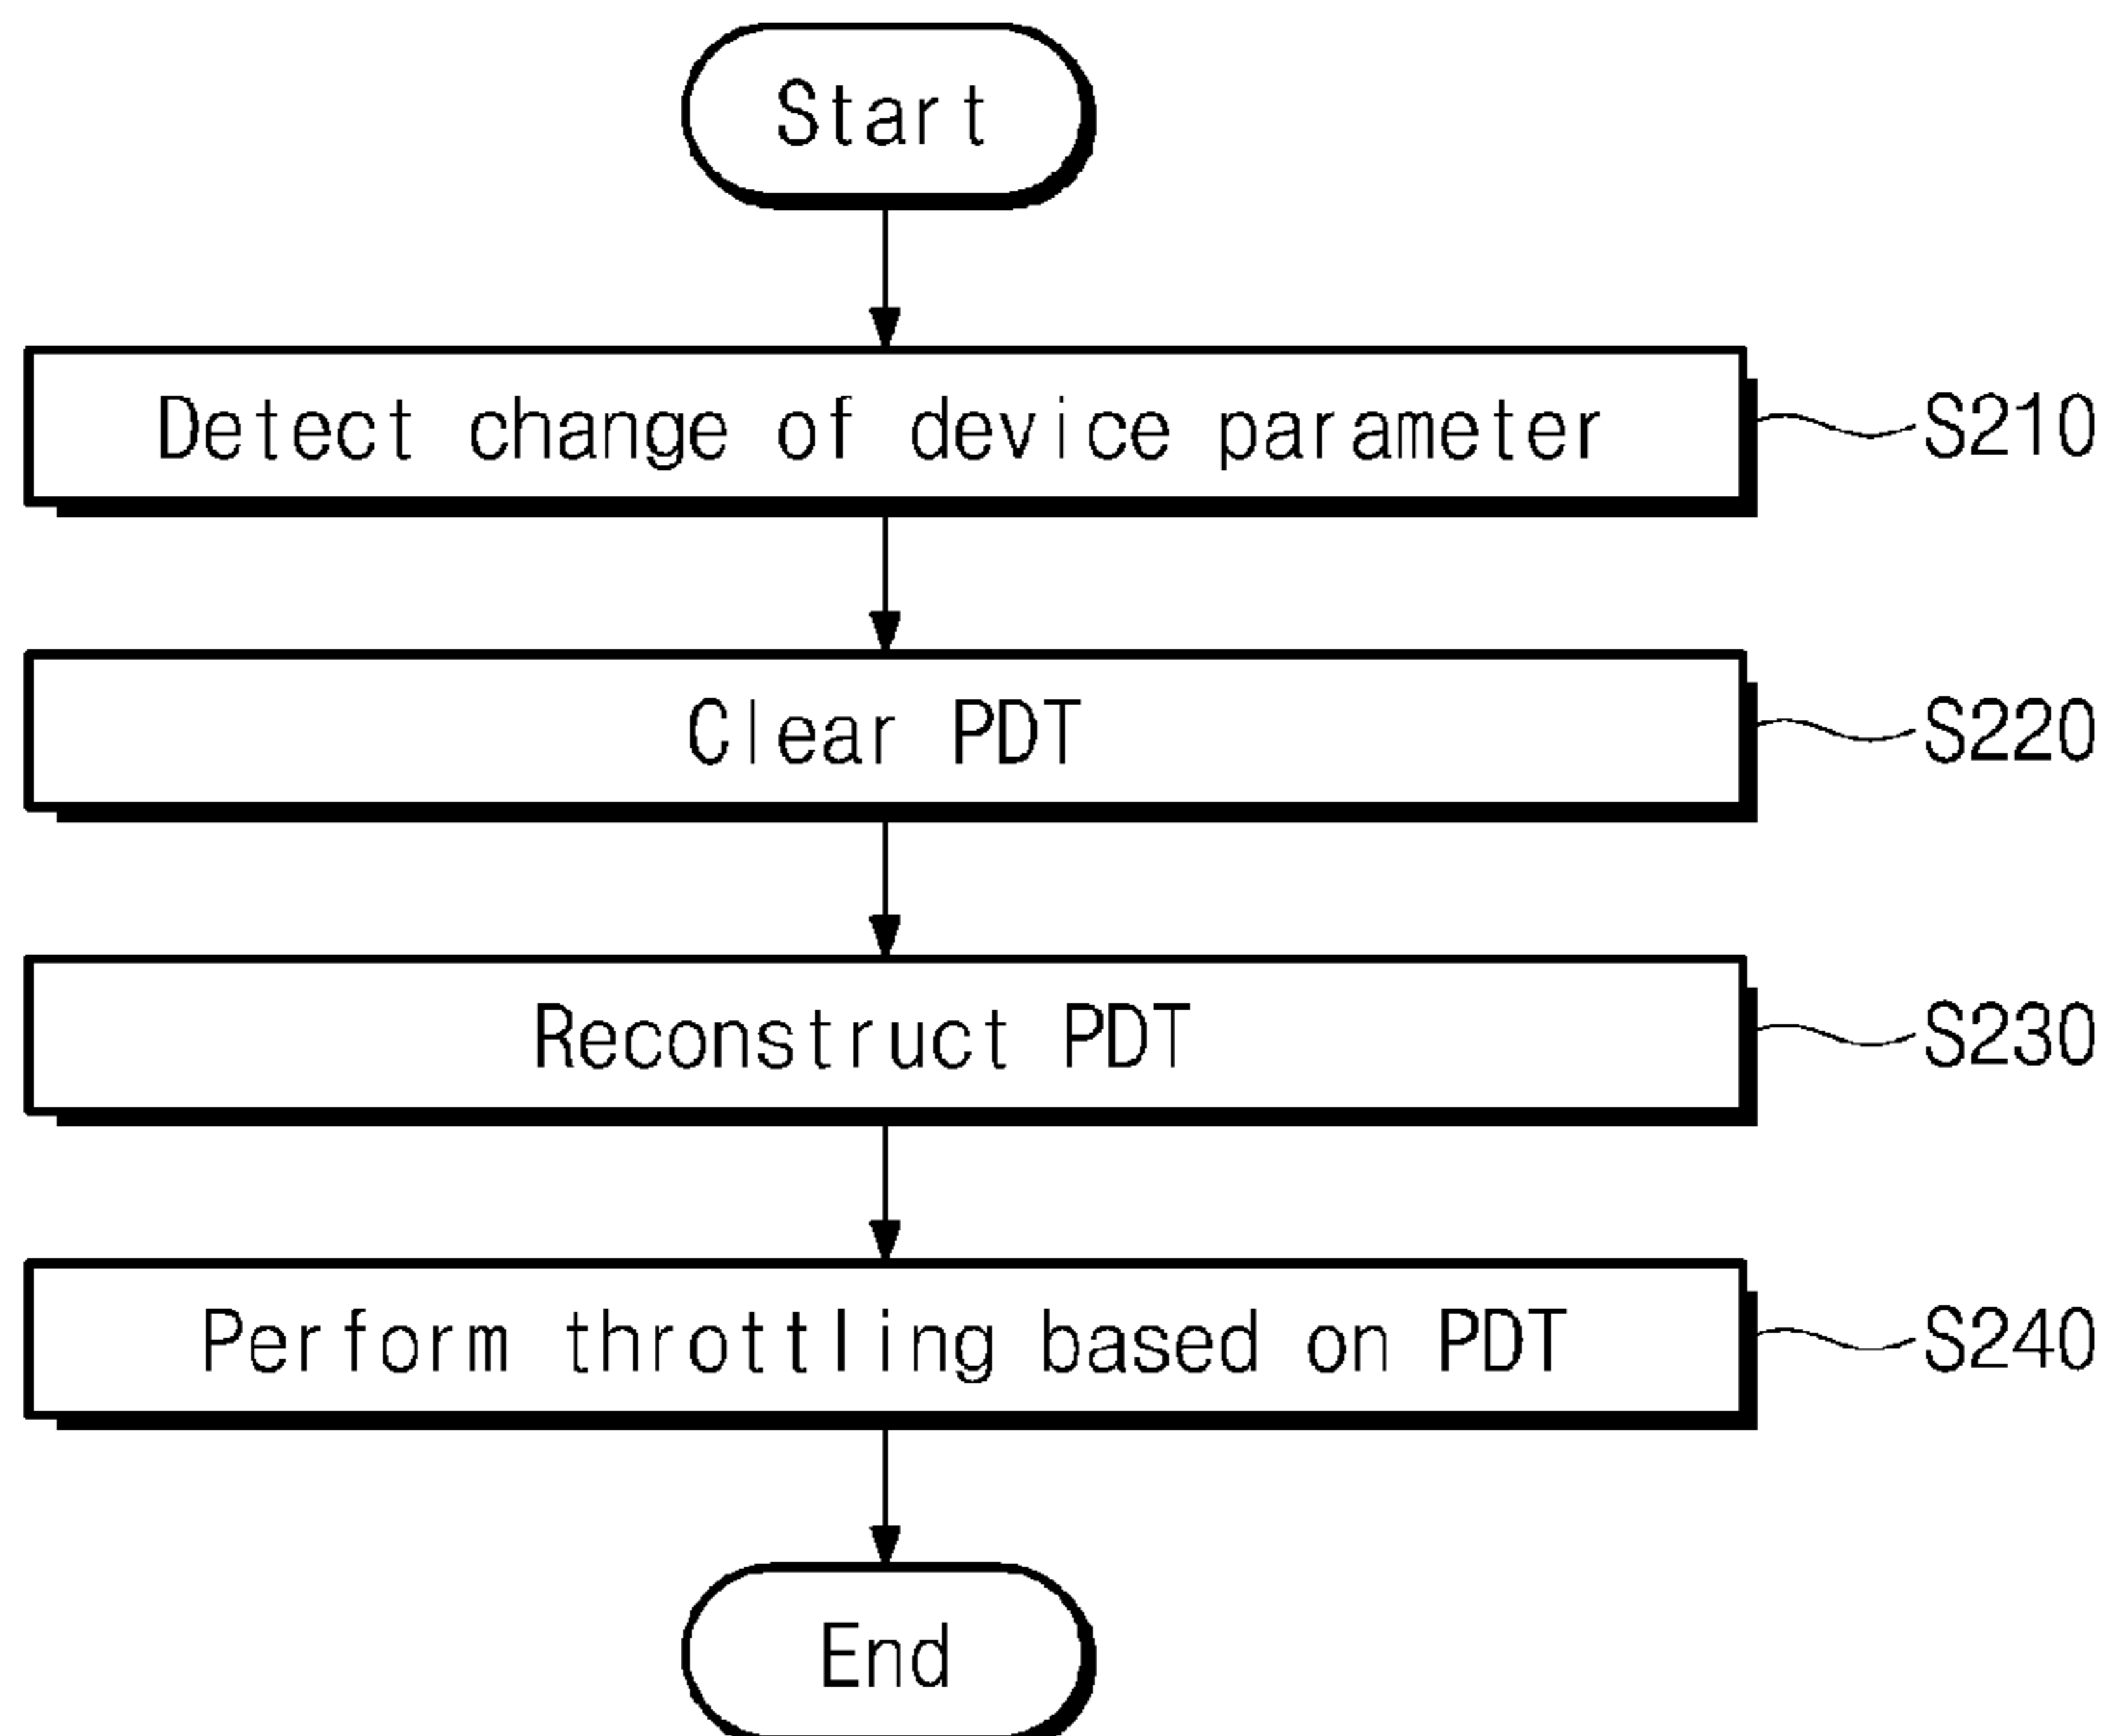 Start
Detect change of device parameter S210
Clear PDT S220
Reconstruct PDT S230
Perform throttling based on PDT S240
End